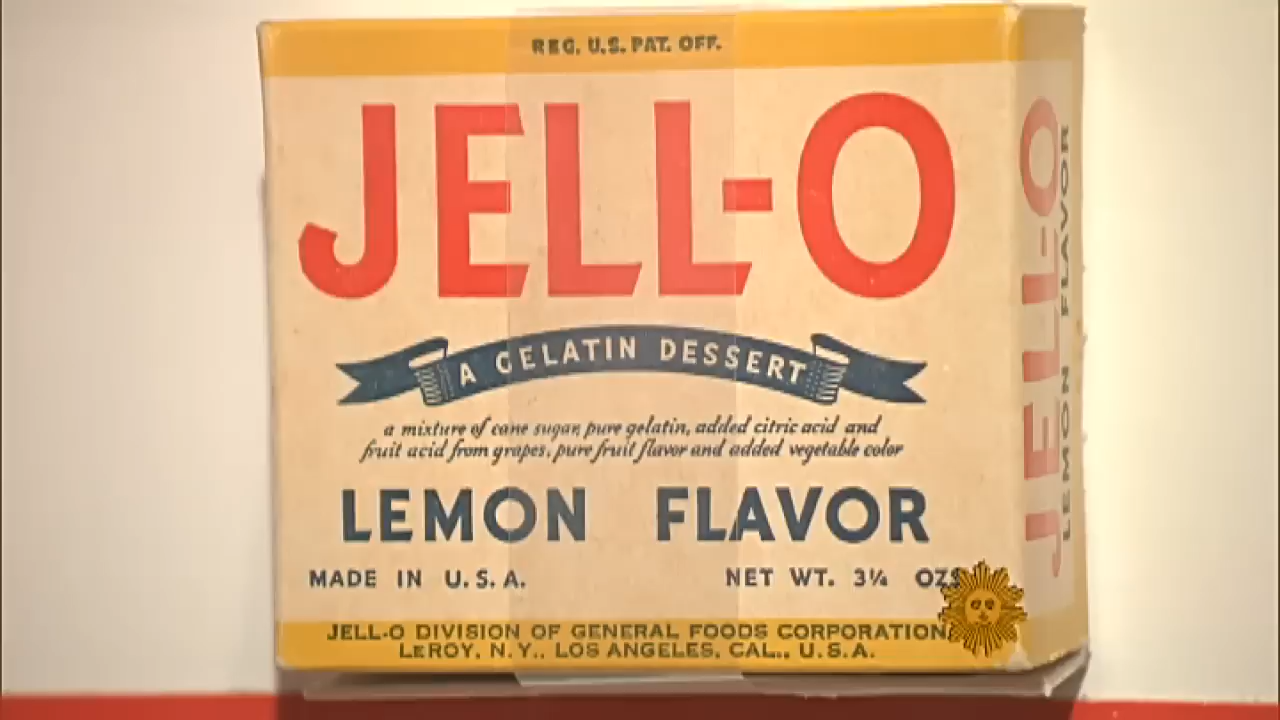 REG. U.S. PAT. OFF.
JELL-O
A GELATIN DESSERT
a mixture of cane sugar, pure gelatin, added citric acid and
fruit acid from grapes, pure fruit flavor and added vegetable color
LEMON FLAVOR
MADE IN U.S.A. NET WT. 3¼ OZS
JELL-O DIVISION OF GENERAL FOODS CORPORATION
LEROY, N.Y., LOS ANGELES, CAL., U.S.A.
JELL-O
LEMON FLAVOR